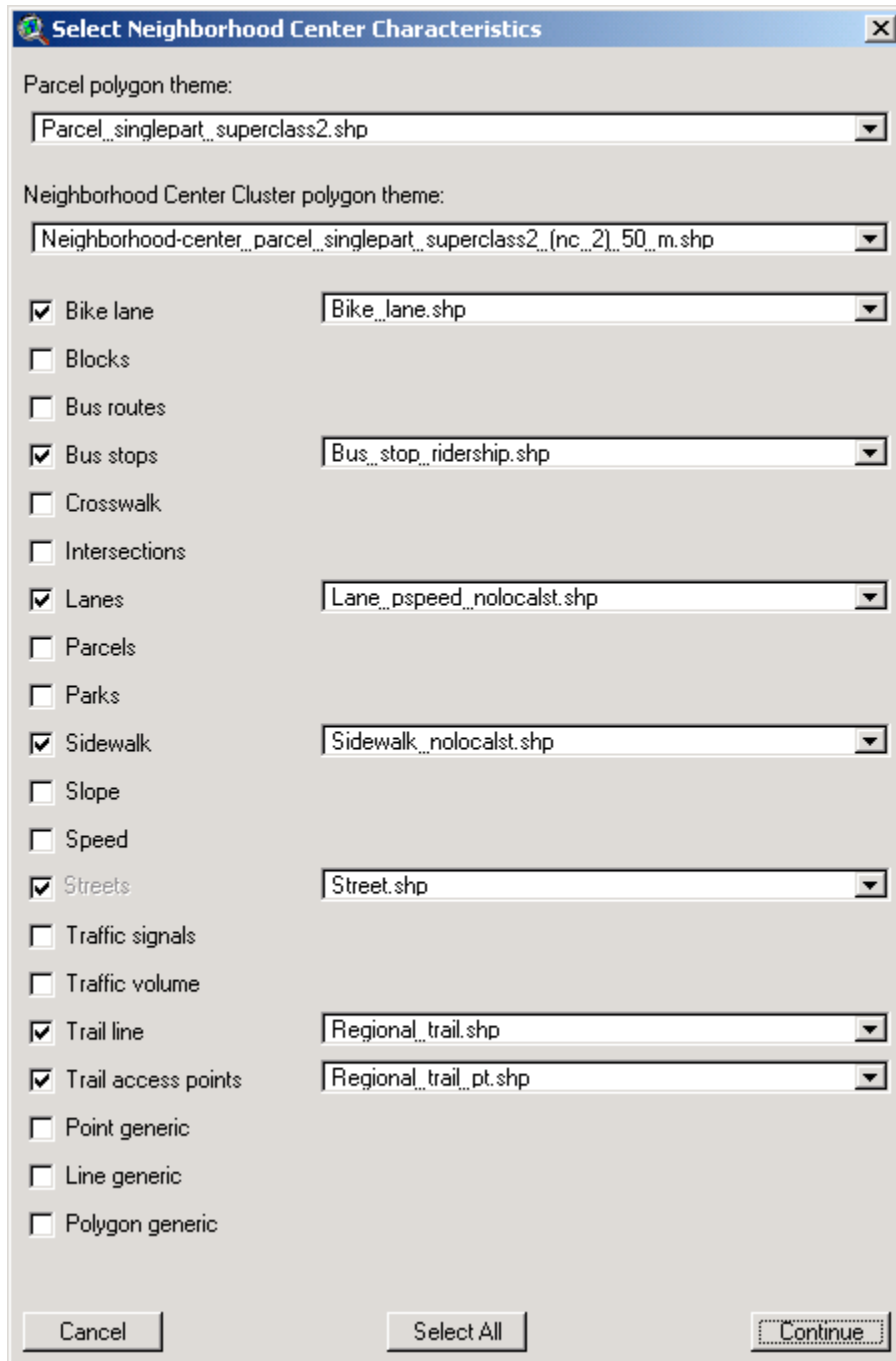 Select Neighborhood Center Characteristics
Parcel polygon theme:
Parcel_singlepart_superclass2.shp
Neighborhood Center Cluster polygon theme:
Neighborhood-center_parcel_singlepart_superclass2_(nc_2)_50_m.shp
Bike lane Bike_lane.shp
Blocks
Bus routes
Bus stops Bus_stop_ridership.shp
Crosswalk
Intersections
Lanes Lane_pspeed_nolocalst.shp
Parcels
Parks
Sidewalk Sidewalk_nolocalst.shp
Slope
Speed
Streets Street.shp
Traffic signals
Traffic volume
Trail line Regional_trail.shp
Trail access points Regional_trail_pt.shp
Point generic
Line generic
Polygon generic
Cancel Select All Continue